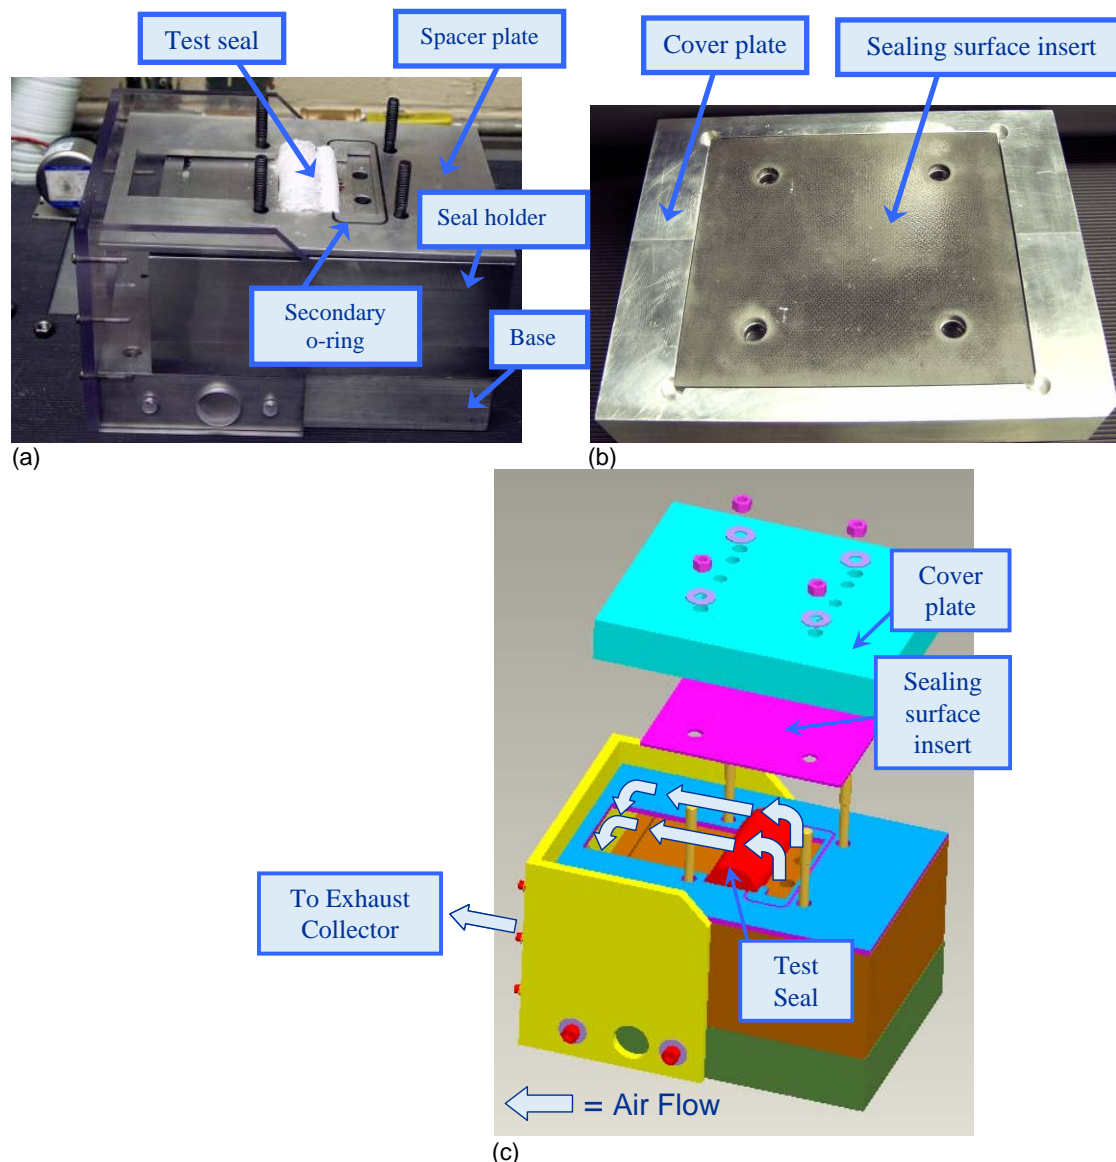 Test seal
Spacer plate
Seal holder
Secondary
o-ring
Base
(a)
Cover plate
Sealing surface insert
(b)
Cover
plate
Sealing
surface
insert
To Exhaust
Collector
Test
Seal
= Air Flow
(c)